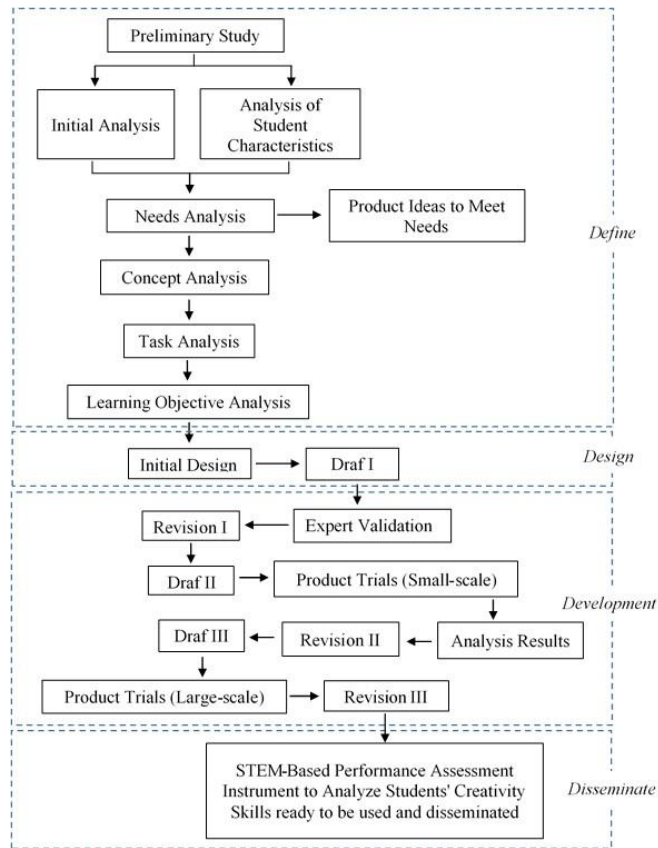 Preliminary Study
Initial Analysis
Analysis of
Student
Characteristics
Needs Analysis
Product Ideas to Meet
Needs
Define
Concept Analysis
Task Analysis
Learning Objective Analysis
Initial Design
Draf I
Design
Expert Validation
Revision I
Draf II
Product Trials (Small-scale)
Development
Analysis Results
Revision II
Draf III
Product Trials (Large-scale)
Revision III
STEM-Based Performance Assessment
Instrument to Analyze Students' Creativity
Skills ready to be used and disseminated
Disseminate